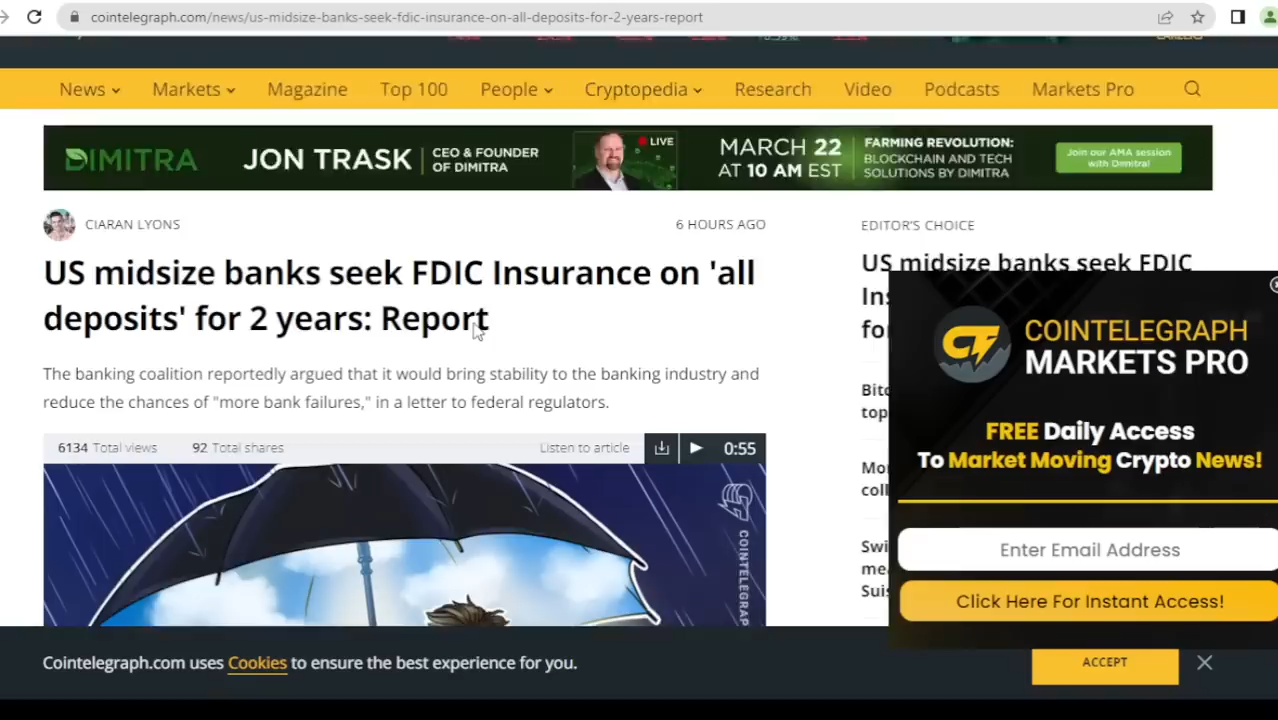 cointelegraph.com/news/us-midsize-banks-seek-fdic-insurance-on-all-deposits-for-2-years-report
News Markets Magazine Top 100 People Cryptopedia Research Video Podcasts Markets Pro
DIMITRA JON TRASK CEO & FOUNDER OF DIMITRA LIVE MARCH 22 AT 10 AM EST FARMING REVOLUTION: BLOCKCHAIN AND TECH SOLUTIONS BY DIMITRA Join our AMA session with Dimitra!
CIARAN LYONS
6 HOURS AGO
US midsize banks seek FDIC Insurance on 'all
deposits' for 2 years: Report
The banking coalition reportedly argued that it would bring stability to the banking industry and
reduce the chances of "more bank failures," in a letter to federal regulators.
6134 Total views 92 Total shares Listen to article 0:55
COINTELEGRAP
EDITOR'S CHOICE
US midsize banks seek FDIC
COINTELEGRAPH
MARKETS PRO
FREE Daily Access
To Market Moving Crypto News!
Enter Email Address
Click Here For Instant Access!
Cointelegraph.com uses Cookies to ensure the best experience for you.
ACCEPT